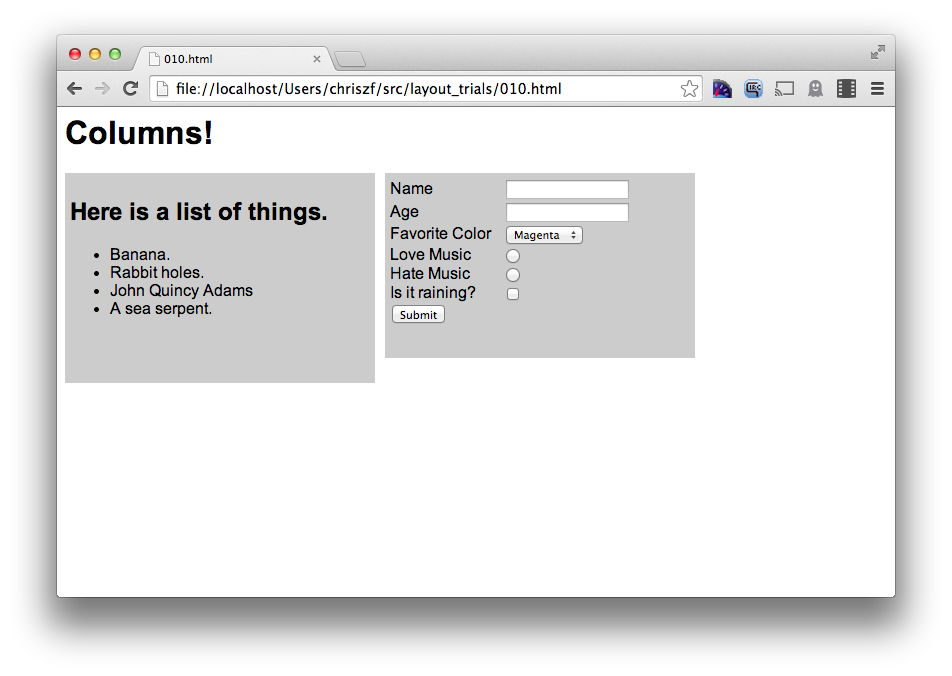 010.html
file://localhost/Users/chriszf/src/layout_trials/010.html
IRC
Columns!
Here is a list of things.
Banana.
Rabbit holes.
John Quincy Adams
A sea serpent.
Name
Age
Favorite Color Magenta
Love Music
Hate Music
Is it raining?
Submit